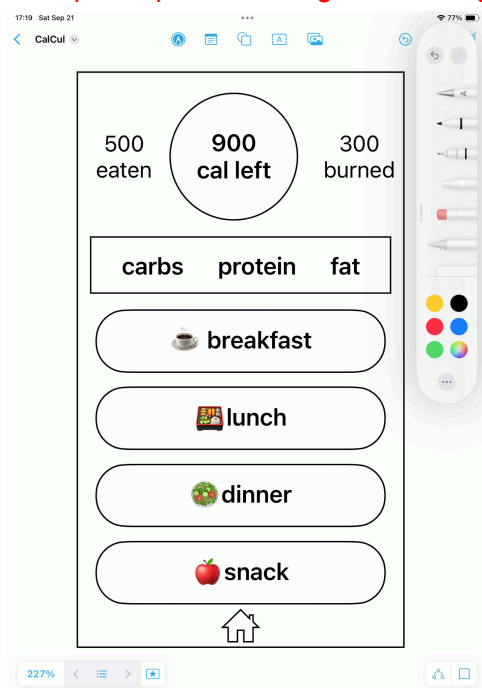 17:19 Sat Sep 21
77%
CalCul
A
500
eaten
900
cal left
300
burned
carbs protein fat
breakfast
lunch
dinner
snack
227%